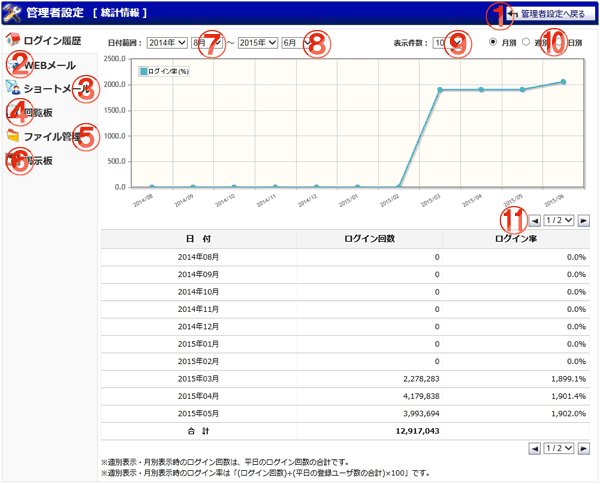 管理者設定 [ 統計情報 ] ① 管理者設定へ戻る
ログイン履歴
② WEBメール
ショートメール ③
④ 回覧板
ファイル管理 ⑤
⑥
日付範囲: 2014年 8月 ⑦ ~ 2015年 6月 ⑧ 表示件数: 10 ⑨ 月別 週別 ⑩ 日別
ログイン率(%)
2500.0
2000.0
1500.0
1000.0
500.0
0.0
2014/08 2014/09 2014/10 2014/11 2014/12 2015/01 2015/02 2015/03 2015/04 2015/05 2015/06
⑪ 1 / 2
日 付 ログイン回数 ログイン率
2014年08月 0 0.0%
2014年09月 0 0.0%
2014年10月 0 0.0%
2014年11月 0 0.0%
2014年12月 0 0.0%
2015年01月 0 0.0%
2015年02月 0 0.0%
2015年03月 2,278,283 1,899.1%
2015年04月 4,179,838 1,901.4%
2015年05月 3,993,694 1,902.0%
合 計 12,917,043
1 / 2
※週別表示・月別表示時のログイン回数は、平日のログイン回数の合計です。
※週別表示・月別表示時のログイン率は「(ログイン回数)÷(平日の登録ユーザ数の合計)×100」です。